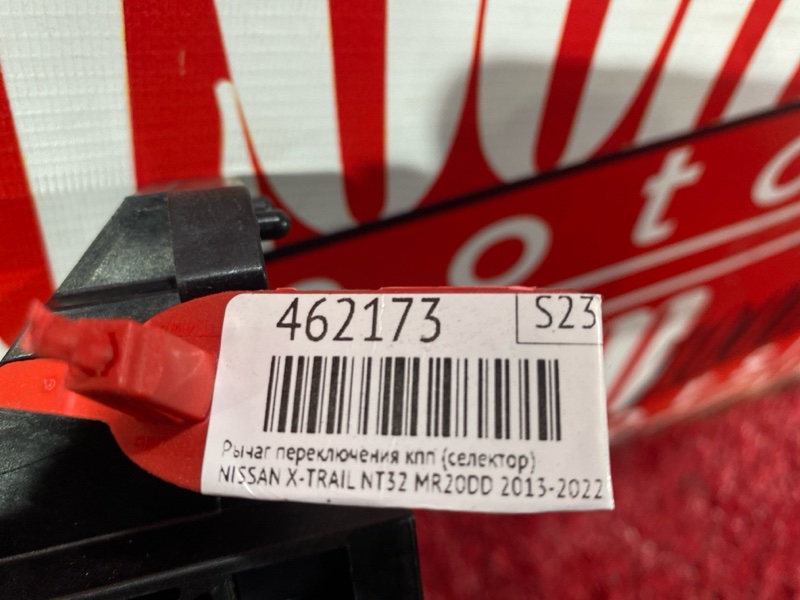 462173
S23
Рычаг переключения кпп (селектор)
NISSAN X-TRAIL NT32 MR20DD 2013-2022